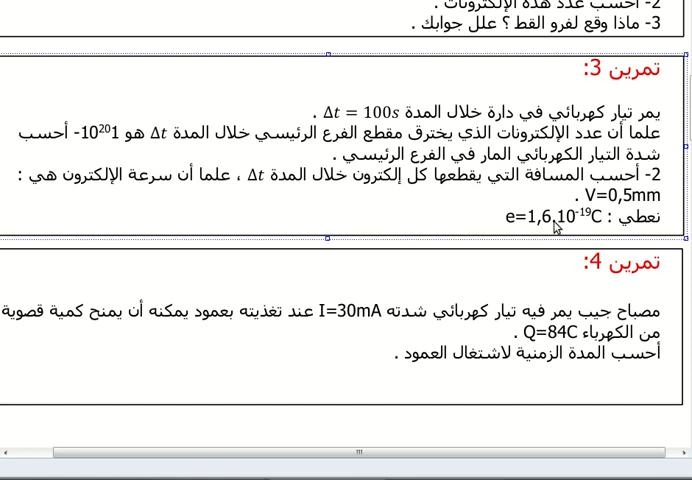 2- أحسب عدد هذه الإلكترونات .
3- ماذا وقع لفرو القط ؟ علل جوابك .
تمرين 3:
يمر تيار كهربائي في دارة خلال المدة Δt = 100s .
علما أن عدد الإلكترونات الذي يخترق مقطع الفرع الرئيسي خلال المدة Δt هو 10²⁰1- أحسب
شدة التيار الكهربائي المار في الفرع الرئيسي .
2- أحسب المسافة التي يقطعها كل إلكترون خلال المدة Δt ، علما أن سرعة الإلكترون هي :
V=0,5mm .
نعطي : e=1,6.10⁻¹⁹C
تمرين 4:
مصباح جيب يمر فيه تيار كهربائي شدته I=30mA عند تغذيته بعمود يمكنه أن يمنح كمية قصوية
من الكهرباء Q=84C .
أحسب المدة الزمنية لاشتغال العمود .